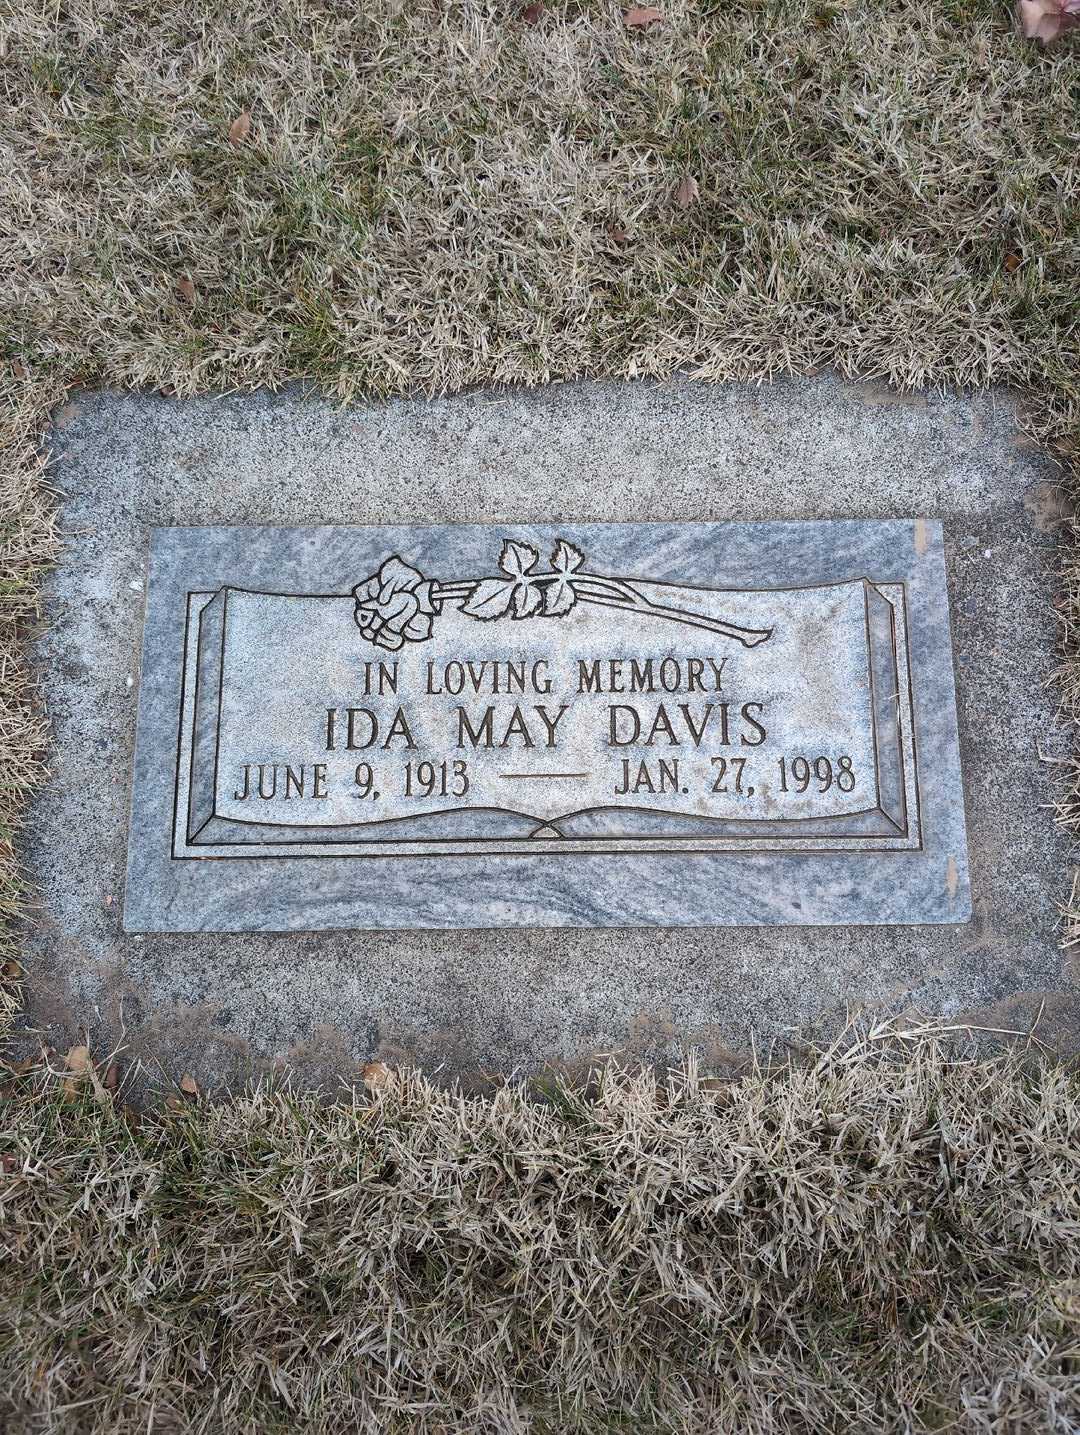 IN LOVING MEMORY
IDA MAY DAVIS
JUNE 9, 1913 — JAN. 27, 1998